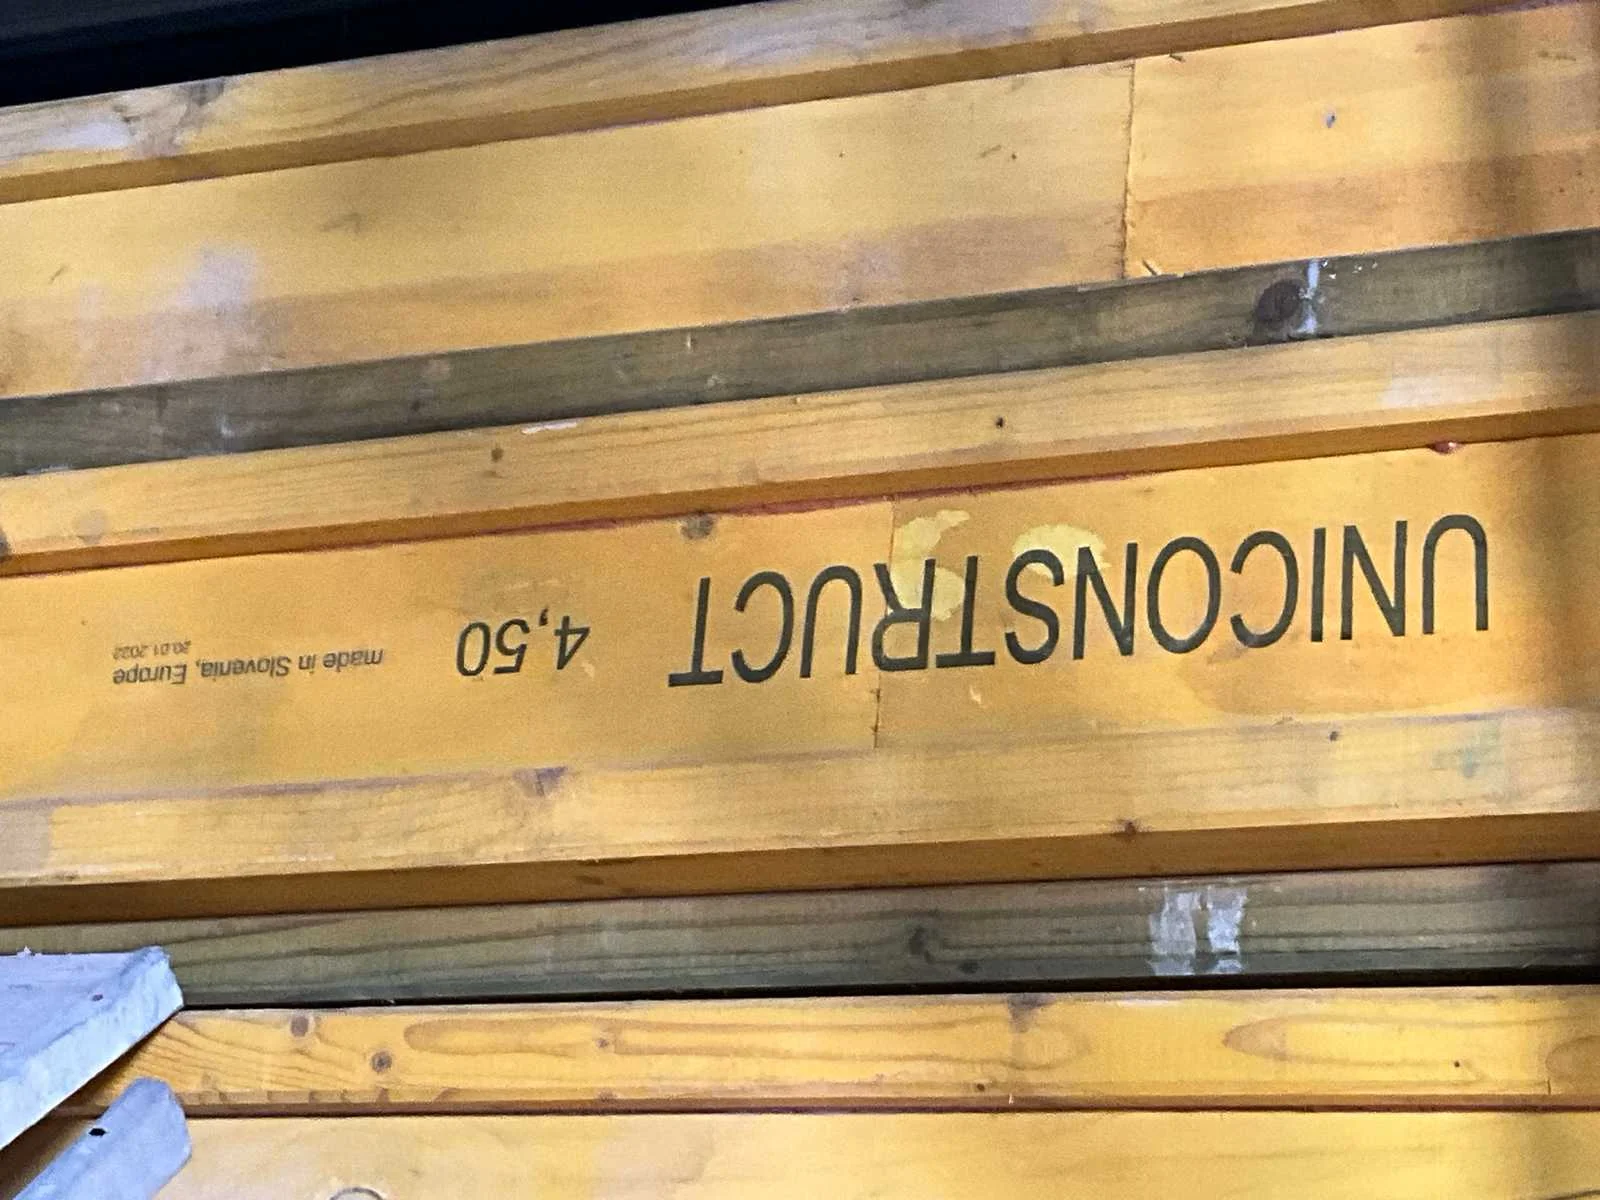 UNICONSTRUCT 4,50
made in Slovenia, Europe
20.01.2022